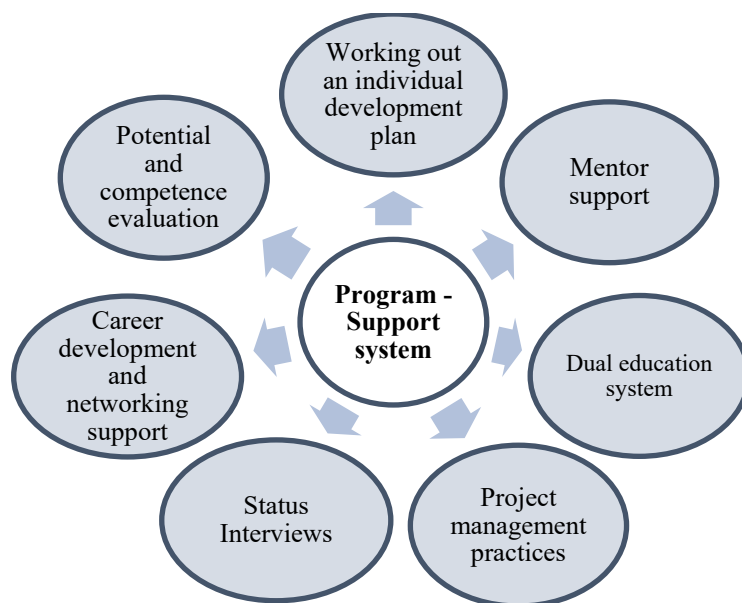 Working out
an individual
development
plan
Mentor
support
Dual education
system
Project
management
practices
Status
Interviews
Career
development
and
networking
support
Potential
and
competence
evaluation
Program -
Support
system